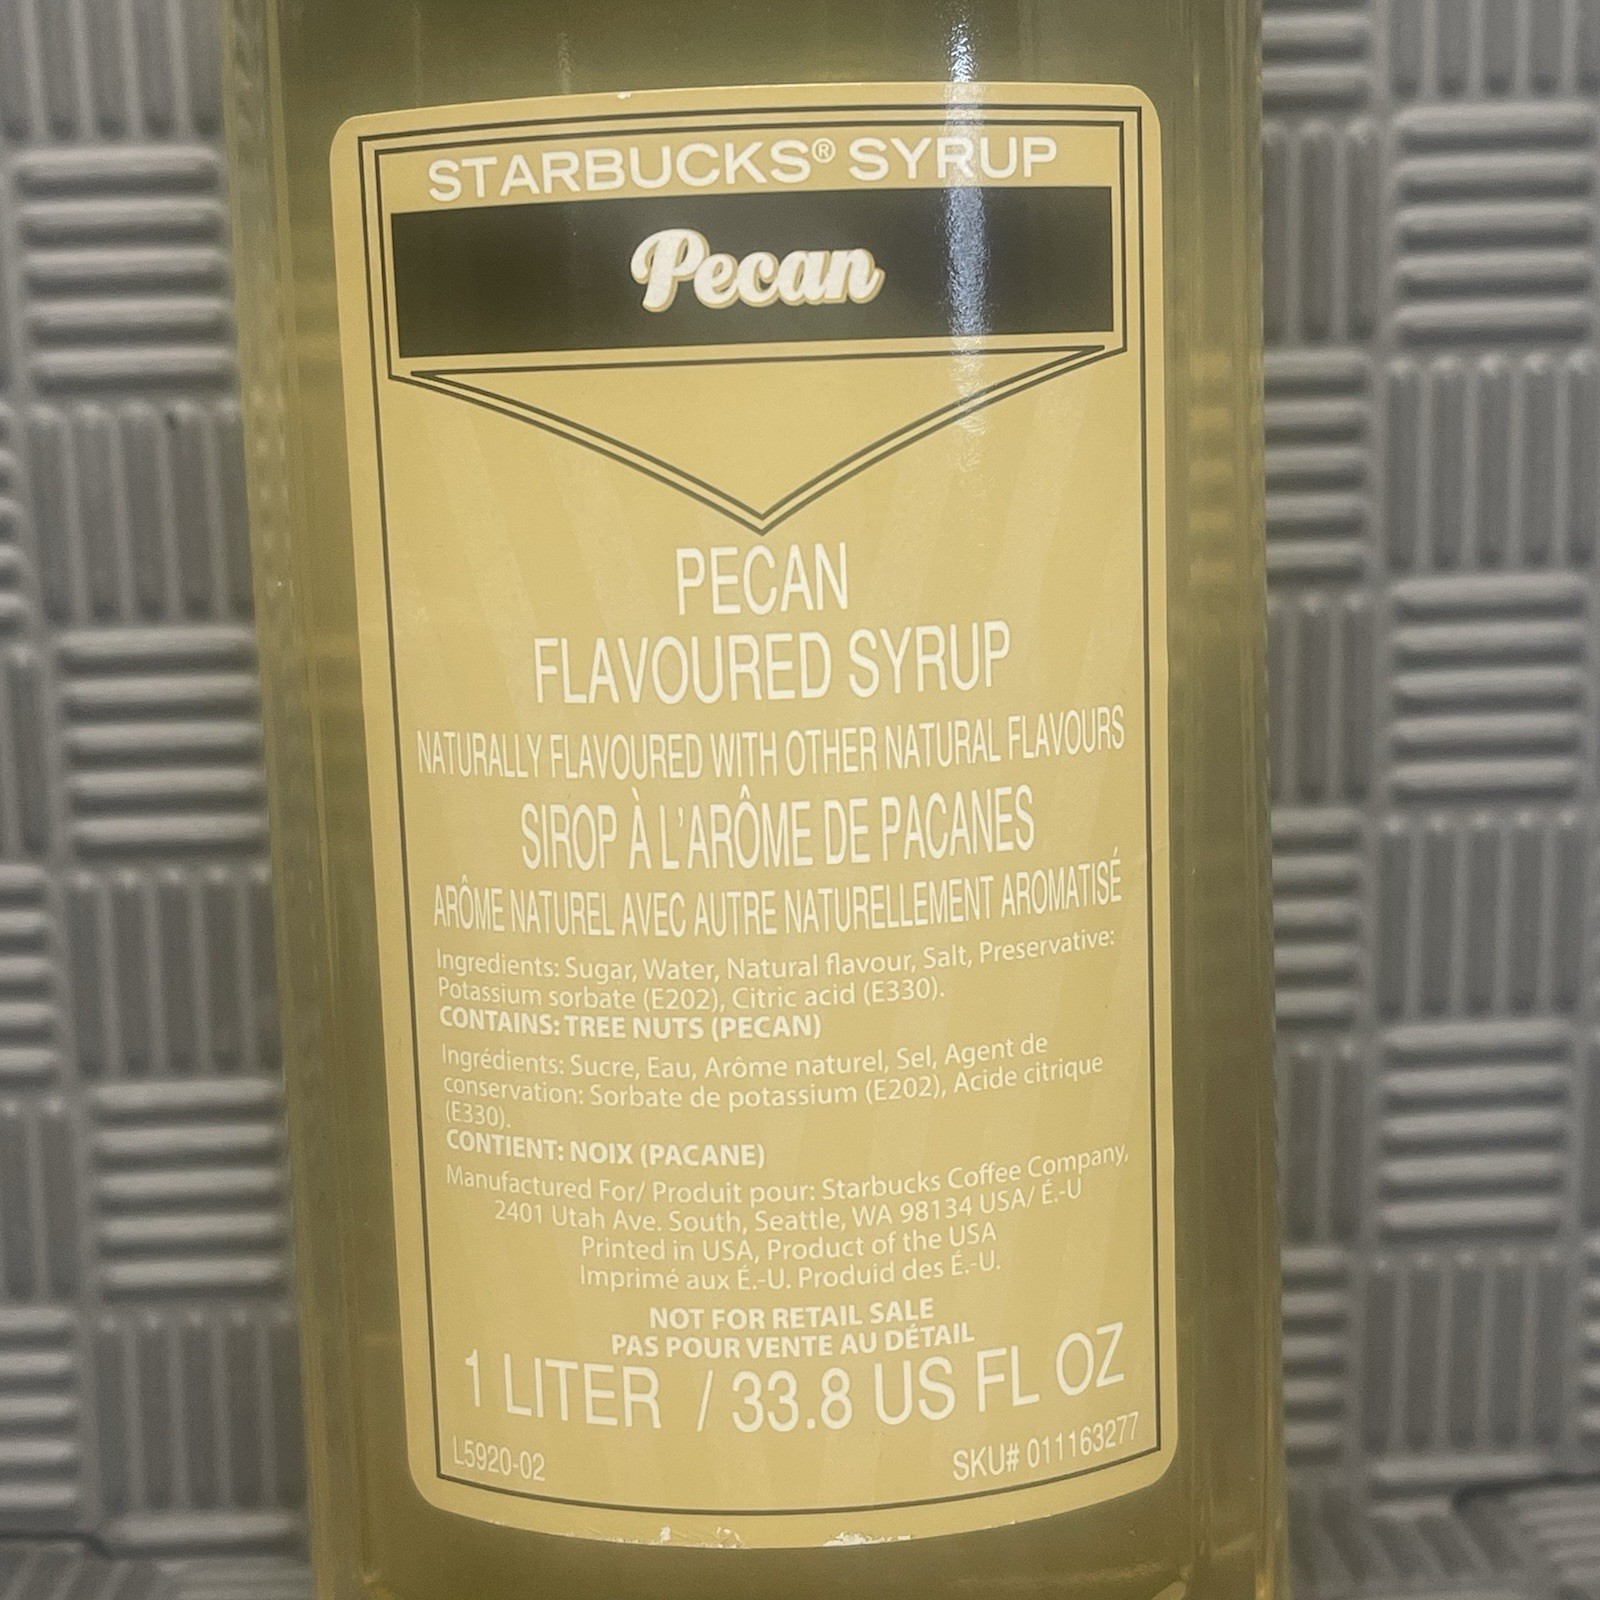 STARBUCKS® SYRUP
Pecan
PECAN
FLAVOURED SYRUP
NATURALLY FLAVOURED WITH OTHER NATURAL FLAVOURS
SIROP À L'ARÔME DE PACANES
ARÔME NATUREL AVEC AUTRE NATURELLEMENT AROMATISÉ
Ingredients: Sugar, Water, Natural flavour, Salt, Preservative:
Potassium sorbate (E202), Citric acid (E330).
CONTAINS: TREE NUTS (PECAN)
Ingrédients: Sucre, Eau, Arôme naturel, Sel, Agent de
conservation: Sorbate de potassium (E202), Acide citrique
(E330).
CONTIENT: NOIX (PACANE)
Manufactured For/ Produit pour: Starbucks Coffee Company,
2401 Utah Ave. South, Seattle, WA 98134 USA/ É.-U
Printed in USA, Product of the USA
Imprimé aux É.-U. Produid des É.-U.
NOT FOR RETAIL SALE
PAS POUR VENTE AU DÉTAIL
1 LITER / 33.8 US FL OZ
L5920-02 SKU# 011163277